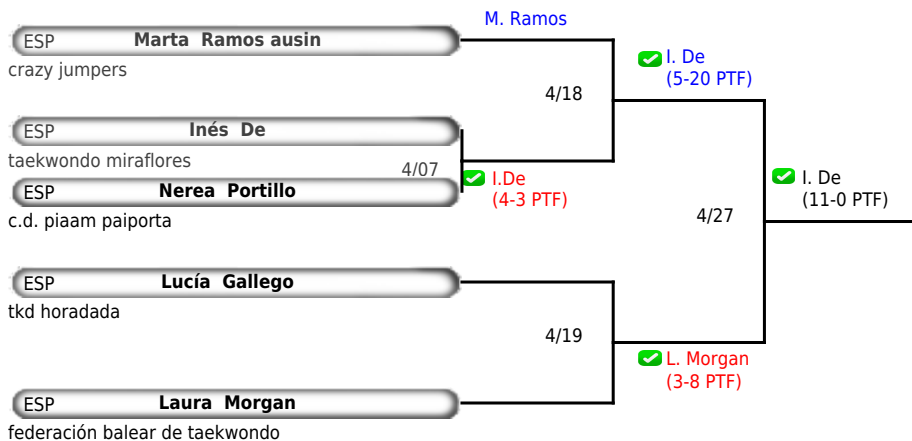 M. Ramos
ESP Marta Ramos ausin
crazy jumpers
I. De
(5-20 PTF)
4/18
ESP Inés De
taekwondo miraflores
4/07
I.De
(4-3 PTF)
ESP Nerea Portillo
c.d. piaam paiporta
I. De
(11-0 PTF)
4/27
ESP Lucía Gallego
tkd horadada
4/19
L. Morgan
(3-8 PTF)
ESP Laura Morgan
federación balear de taekwondo